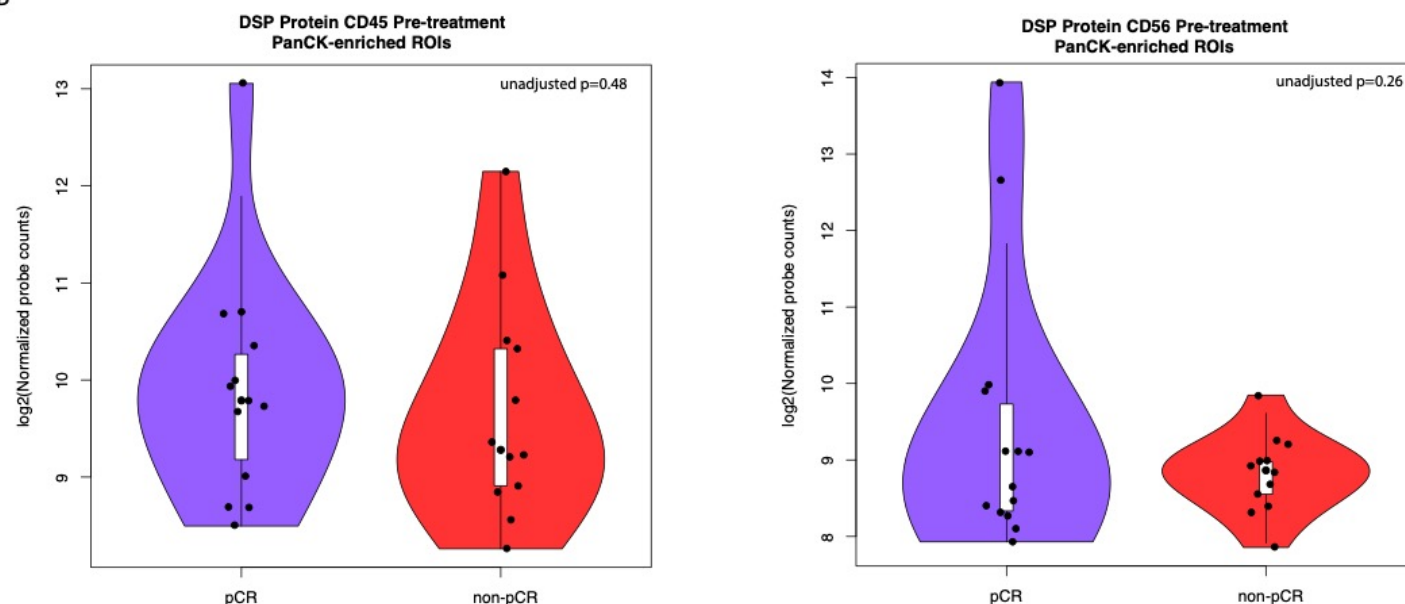 DSP Protein CD45 Pre-treatment
PanCK-enriched ROIs
unadjusted p=0.48
log2(Normalized probe counts)
13
12
11
10
9
pCR
non-pCR
DSP Protein CD56 Pre-treatment
PanCK-enriched ROIs
unadjusted p=0.26
log2(Normalized probe counts)
14
13
12
11
10
9
8
pCR
non-pCR